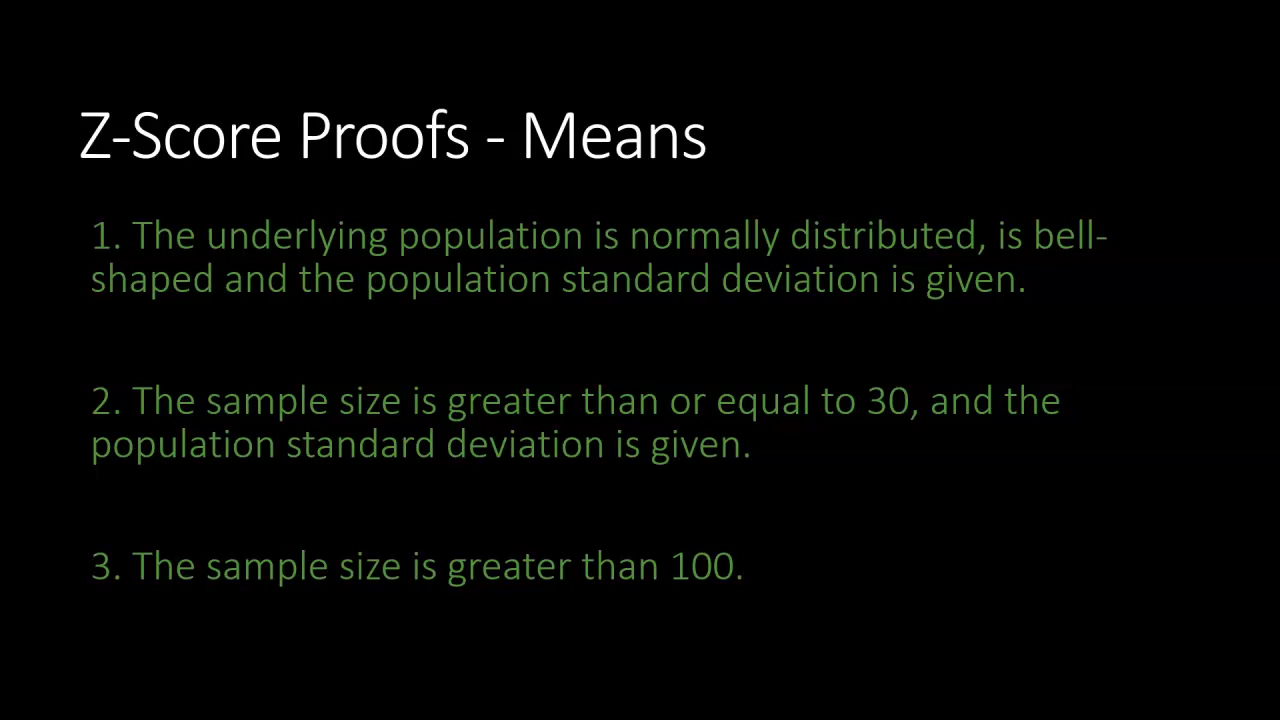 Z-Score Proofs - Means
1. The underlying population is normally distributed, is bell-
shaped and the population standard deviation is given.
2. The sample size is greater than or equal to 30, and the
population standard deviation is given.
3. The sample size is greater than 100.